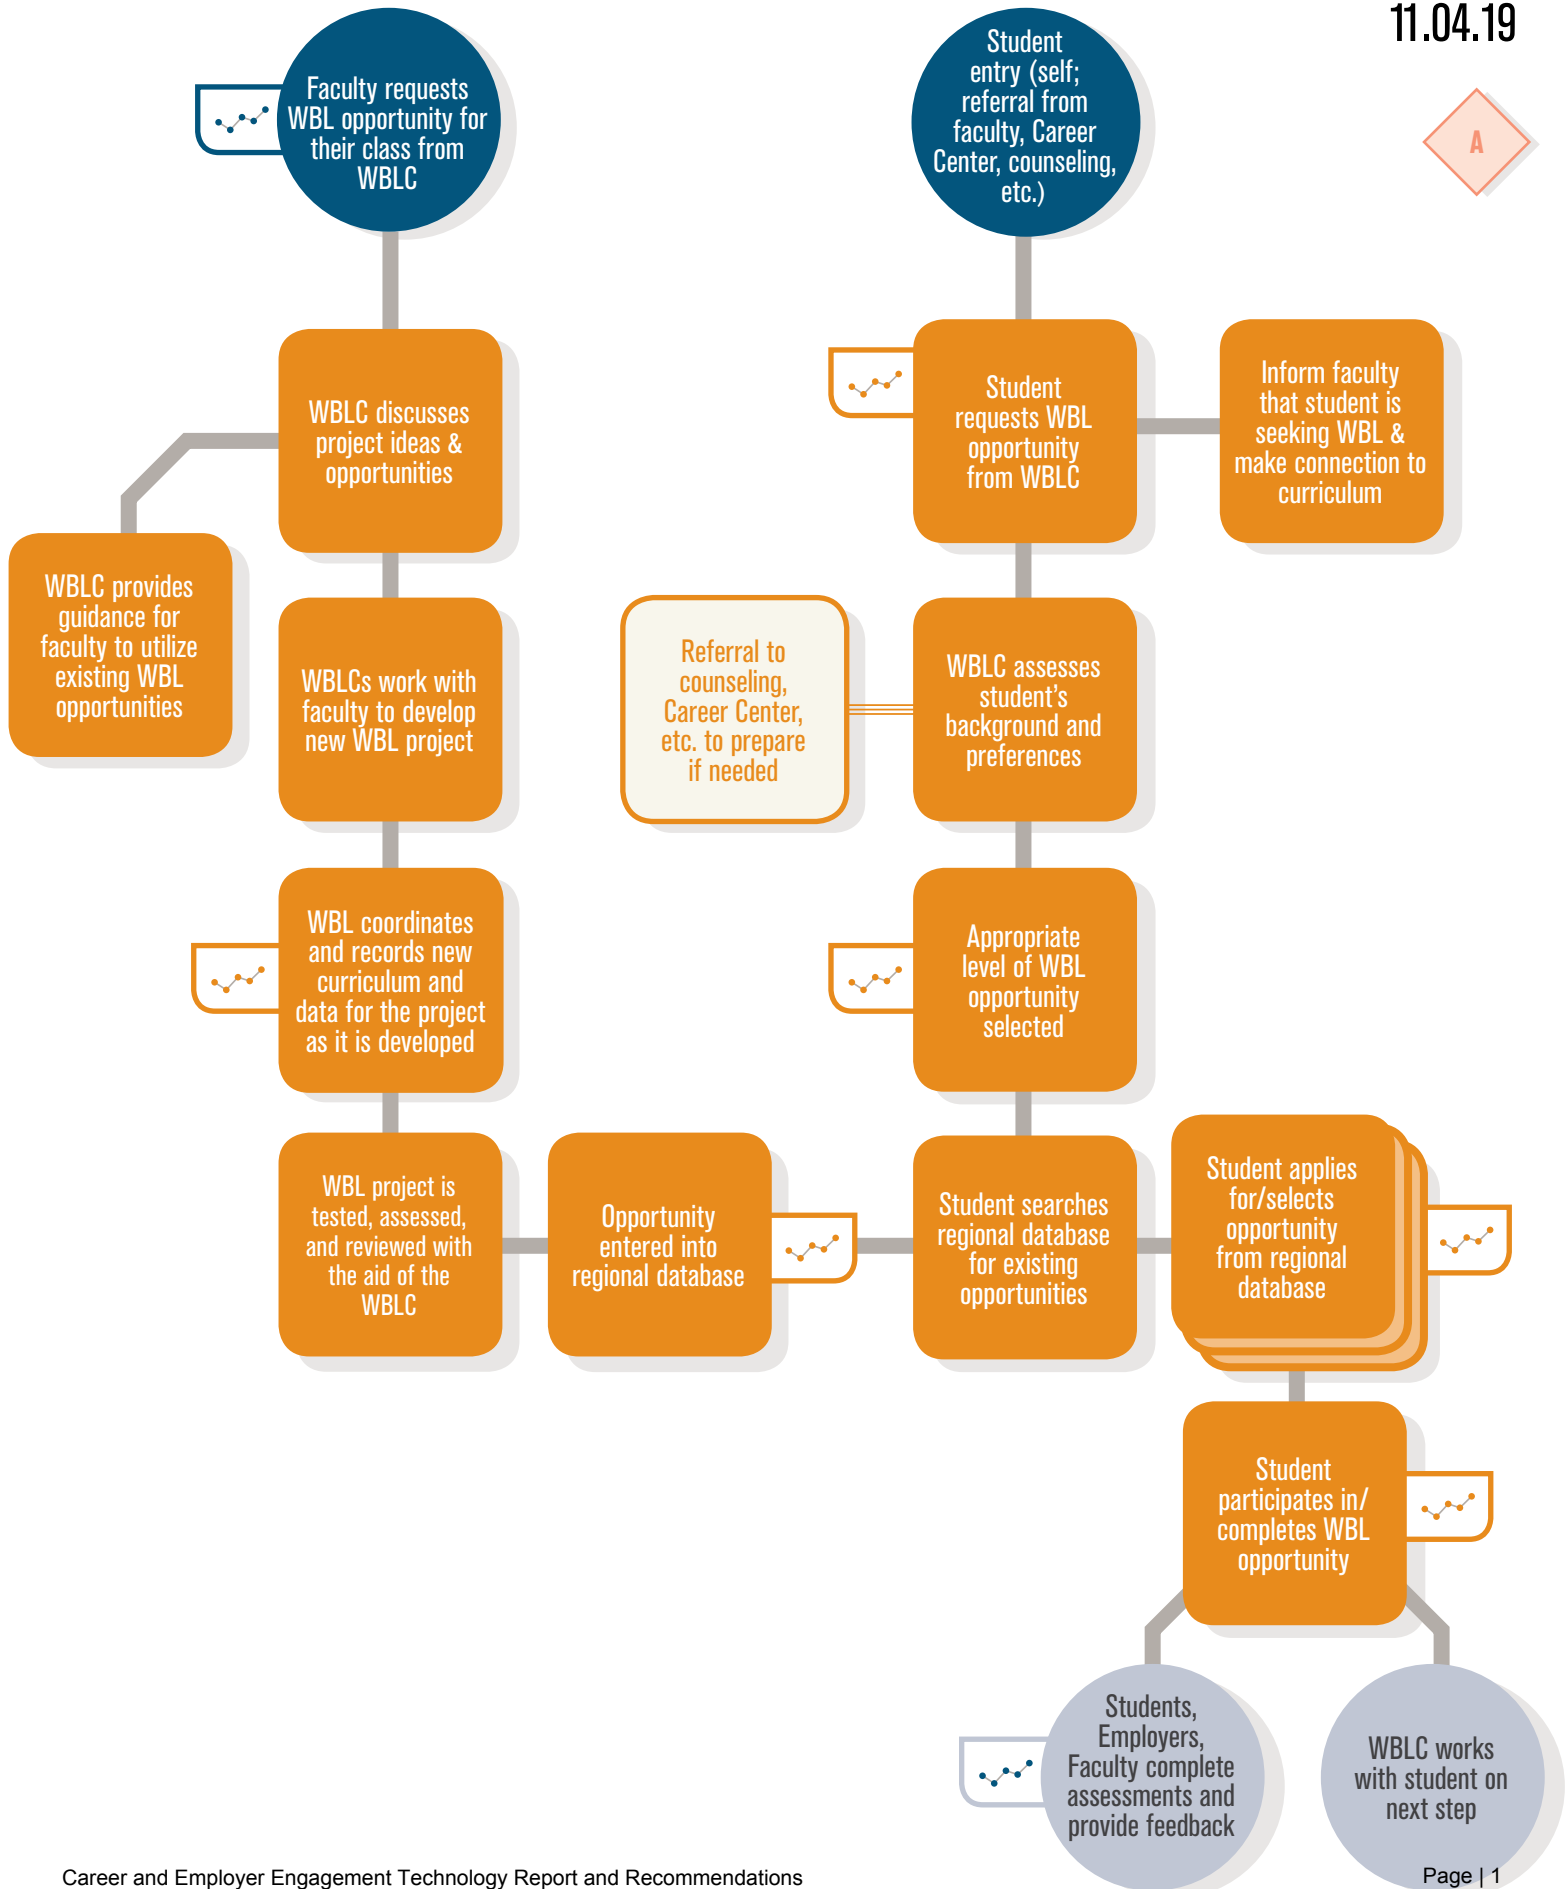 11.04.19
A
Faculty requests
WBL opportunity for
their class from
WBLC
Student
entry (self;
referral from
faculty, Career
Center, counseling,
etc.)
WBLC discusses
project ideas &
opportunities
Student
requests WBL
opportunity
from WBLC
Inform faculty
that student is
seeking WBL &
make connection to
curriculum
WBLC provides
guidance for
faculty to utilize
existing WBL
opportunities
WBLCs work with
faculty to develop
new WBL project
Referral to
counseling,
Career Center,
etc. to prepare
if needed
WBLC assesses
student's
background and
preferences
WBL coordinates
and records new
curriculum and
data for the project
as it is developed
Appropriate
level of WBL
opportunity
selected
WBL project is
tested, assessed,
and reviewed with
the aid of the
WBLC
Opportunity
entered into
regional database
Student searches
regional database
for existing
opportunities
Student applies
for/selects
opportunity
from regional
database
Student
participates in/
completes WBL
opportunity
Students,
Employers,
Faculty complete
assessments and
provide feedback
WBLC works
with student on
next step
Career and Employer Engagement Technology Report and Recommendations
Page | 1